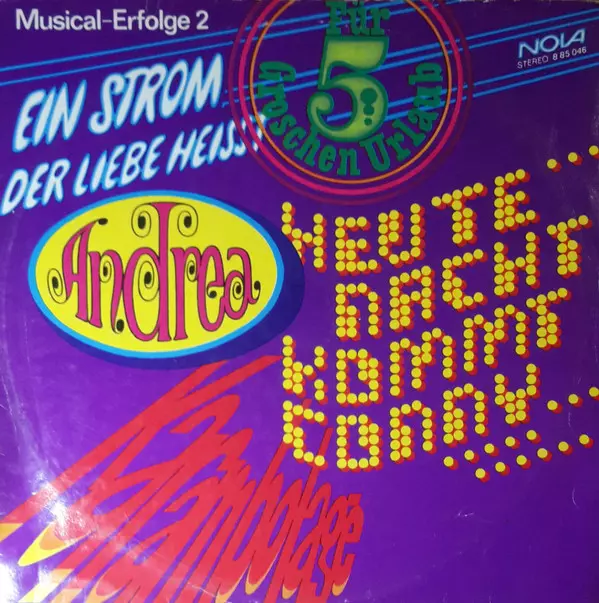 Musical-Erfolge 2
Für
5
Groschen Urlaub
NOVA
STEREO 8 85 046
EIN STROM
DER LIEBE HEISST
Andrea
HEUTE...
NACHT
KOMMT
CONNY...
Karambolage